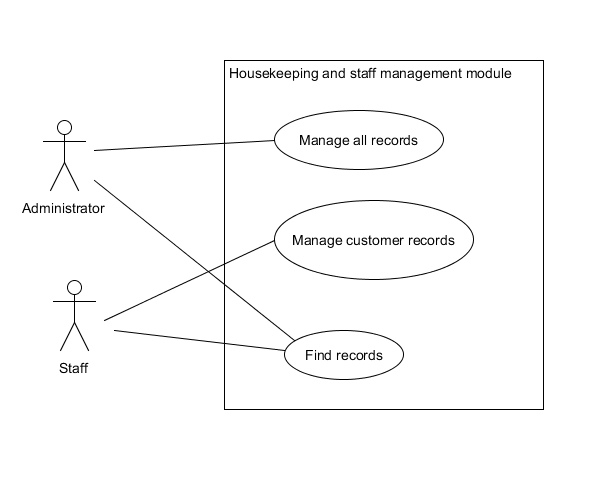 Housekeeping and staff management module
Manage all records
Administrator
Manage customer records
Staff
Find records